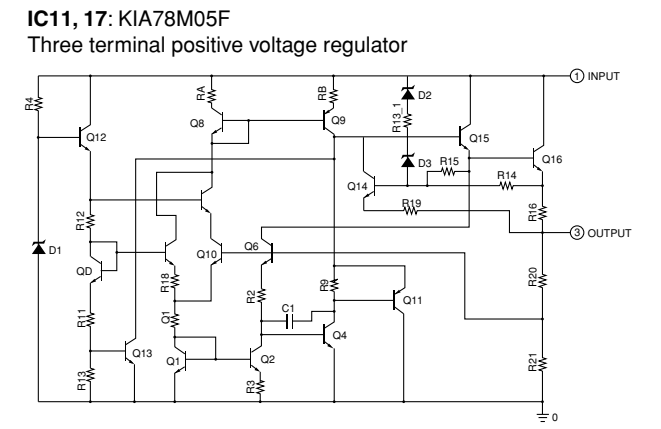 IC11, 17: KIA78M05F
Three terminal positive voltage regulator
1 INPUT
R4
RA
RB
D2
Q8
Q9
R13_1
Q12
Q15
D3
R15
Q16
Q14
R14
R19
R16
R12
3 OUTPUT
D1
Q10
Q6
QD
R18
R20
R2
R9
Q11
C1
R11
Q1
Q4
Q13
Q1
Q2
R13
R3
R21
0